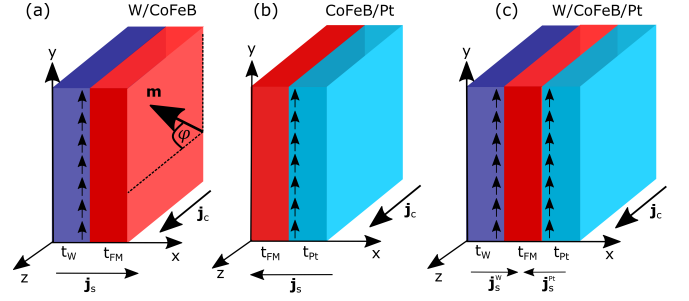 (a) W/CoFeB
y
m
φ
j_c
t_W t_FM x
z
j_s
(b) CoFeB/Pt
y
j_c
t_FM t_Pt x
z
j_s
(c) W/CoFeB/Pt
y
j_c
t_W t_FM t_Pt x
z
j_s^W j_s^Pt